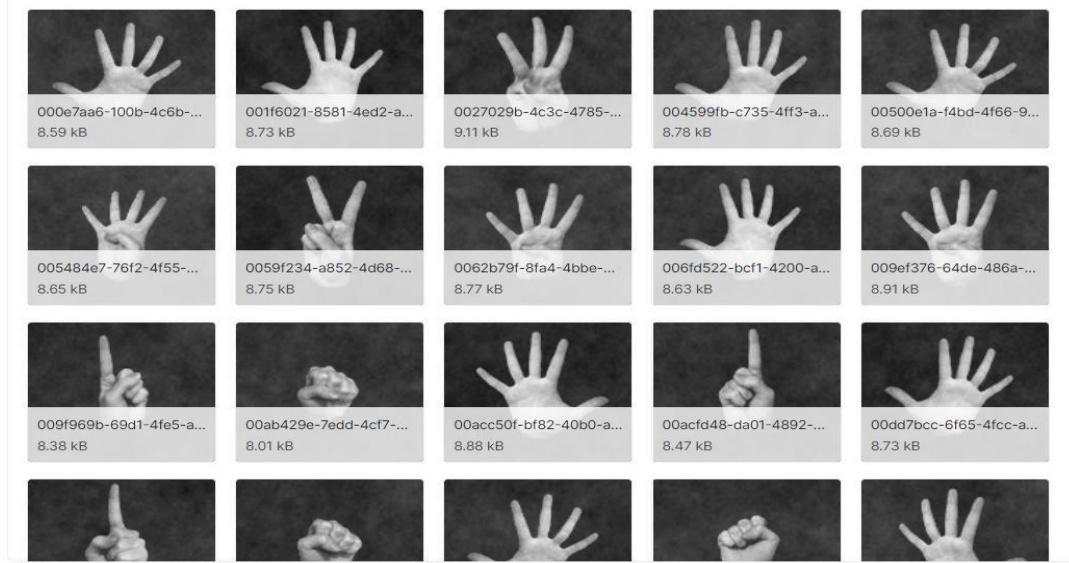 000e7aa6-100b-4c6b-...
8.59 kB
001f6021-8581-4ed2-a...
8.73 kB
0027029b-4c3c-4785-...
9.11 kB
004599fb-c735-4ff3-a...
8.78 kB
00500e1a-f4bd-4f66-9...
8.69 kB
005484e7-76f2-4f55-...
8.65 kB
0059f234-a852-4d68-...
8.75 kB
0062b79f-8fa4-4bbe-...
8.77 kB
006fd522-bcf1-4200-a...
8.63 kB
009ef376-64de-486a-...
8.91 kB
009f969b-69d1-4fe5-a...
8.38 kB
00ab429e-7edd-4cf7-...
8.01 kB
00acc50f-bf82-40b0-a...
8.88 kB
00acfd48-da01-4892-...
8.47 kB
00dd7bcc-6f65-4fcc-a...
8.73 kB